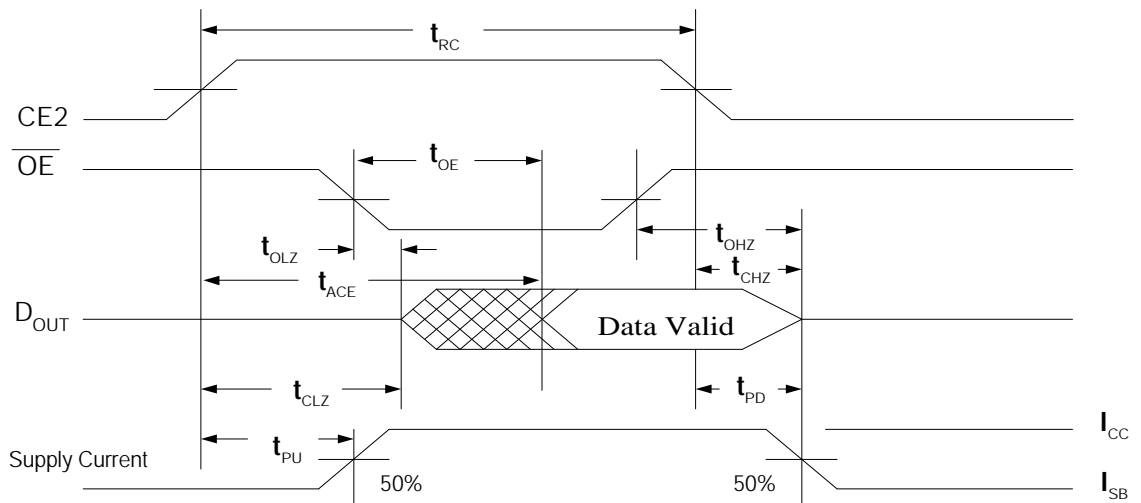 tRC
CE2
OE
tOE
tOLZ
tOHZ
tACE
tCHZ
DOUT
Data Valid
tCLZ
tPD
ICC
tPU
Supply Current
50%
50%
ISB